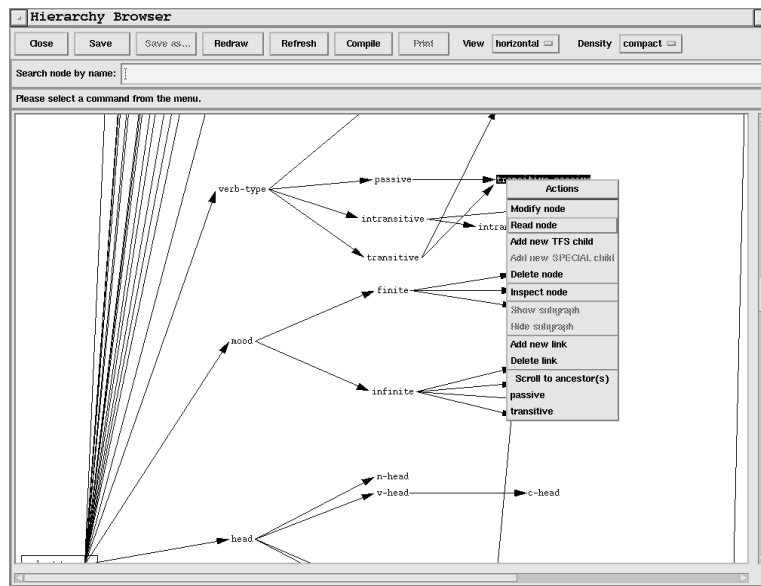 Hierarchy Browser
Close Save Save as... Redraw Refresh Compile Print View horizontal Density compact
Search node by name:
Please select a command from the menu.
passive
verb-type
Actions
Modify node
intransitive
Read node
Add new TFS child
transitive
Add new SPECIAL child
Delete node
finite
Inspect node
Show subgraph
Hide subgraph
mood
Add new link
Delete link
Scroll to ancestor(s)
infinite
passive
transitive
n-head
v-head
c-head
head